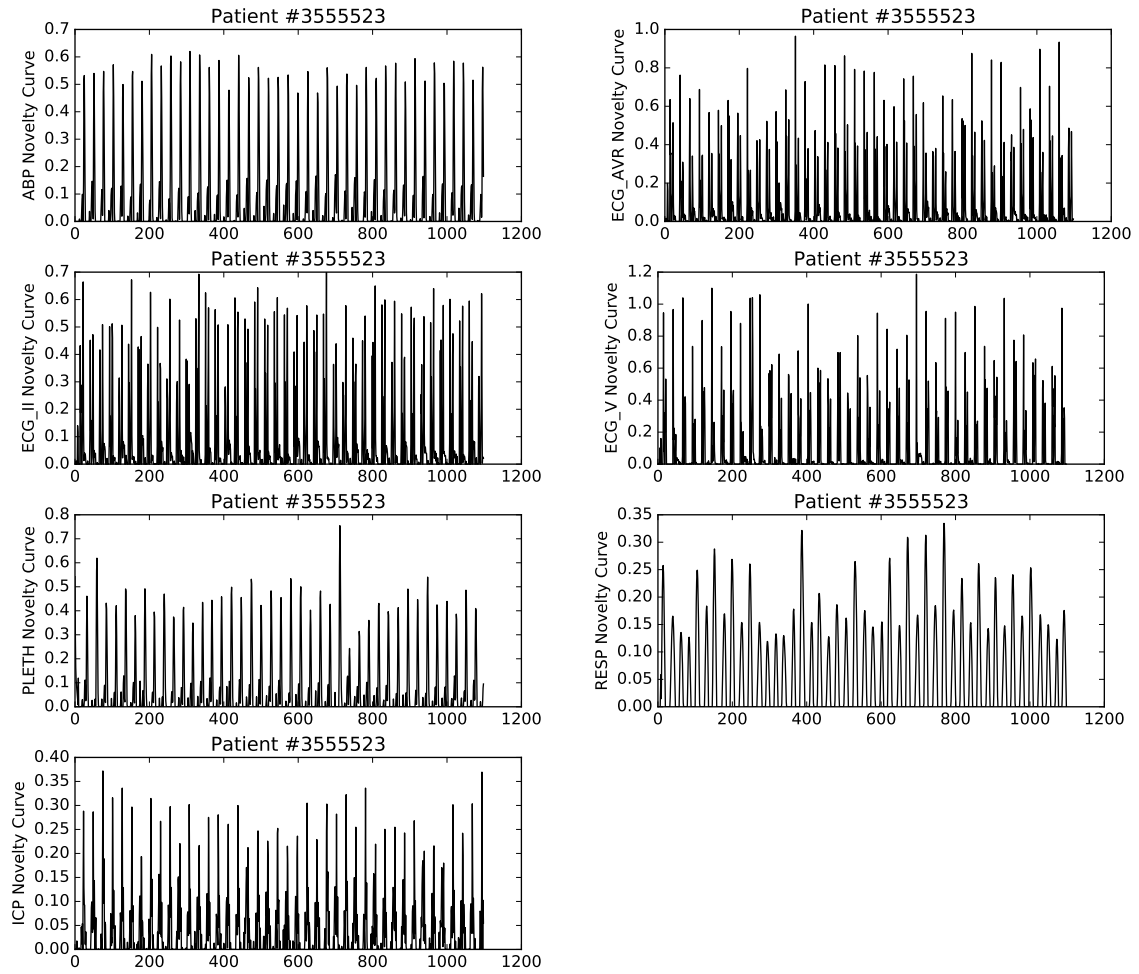 Patient #3555523
0.7
0.6
0.5
0.4
0.3
0.2
0.1
0.0
ABP Novelty Curve
0 200 400 600 800 1000 1200
Patient #3555523
1.0
0.8
0.6
0.4
0.2
0.0
ECG_AVR Novelty Curve
0 200 400 600 800 1000 1200
Patient #3555523
0.7
0.6
0.5
0.4
0.3
0.2
0.1
0.0
ECG_II Novelty Curve
0 200 400 600 800 1000 1200
Patient #3555523
1.2
1.0
0.8
0.6
0.4
0.2
0.0
ECG_V Novelty Curve
0 200 400 600 800 1000 1200
Patient #3555523
0.8
0.7
0.6
0.5
0.4
0.3
0.2
0.1
0.0
PLETH Novelty Curve
0 200 400 600 800 1000 1200
Patient #3555523
0.35
0.30
0.25
0.20
0.15
0.10
0.05
0.00
RESP Novelty Curve
0 200 400 600 800 1000 1200
Patient #3555523
0.40
0.35
0.30
0.25
0.20
0.15
0.10
0.05
0.00
ICP Novelty Curve
0 200 400 600 800 1000 1200